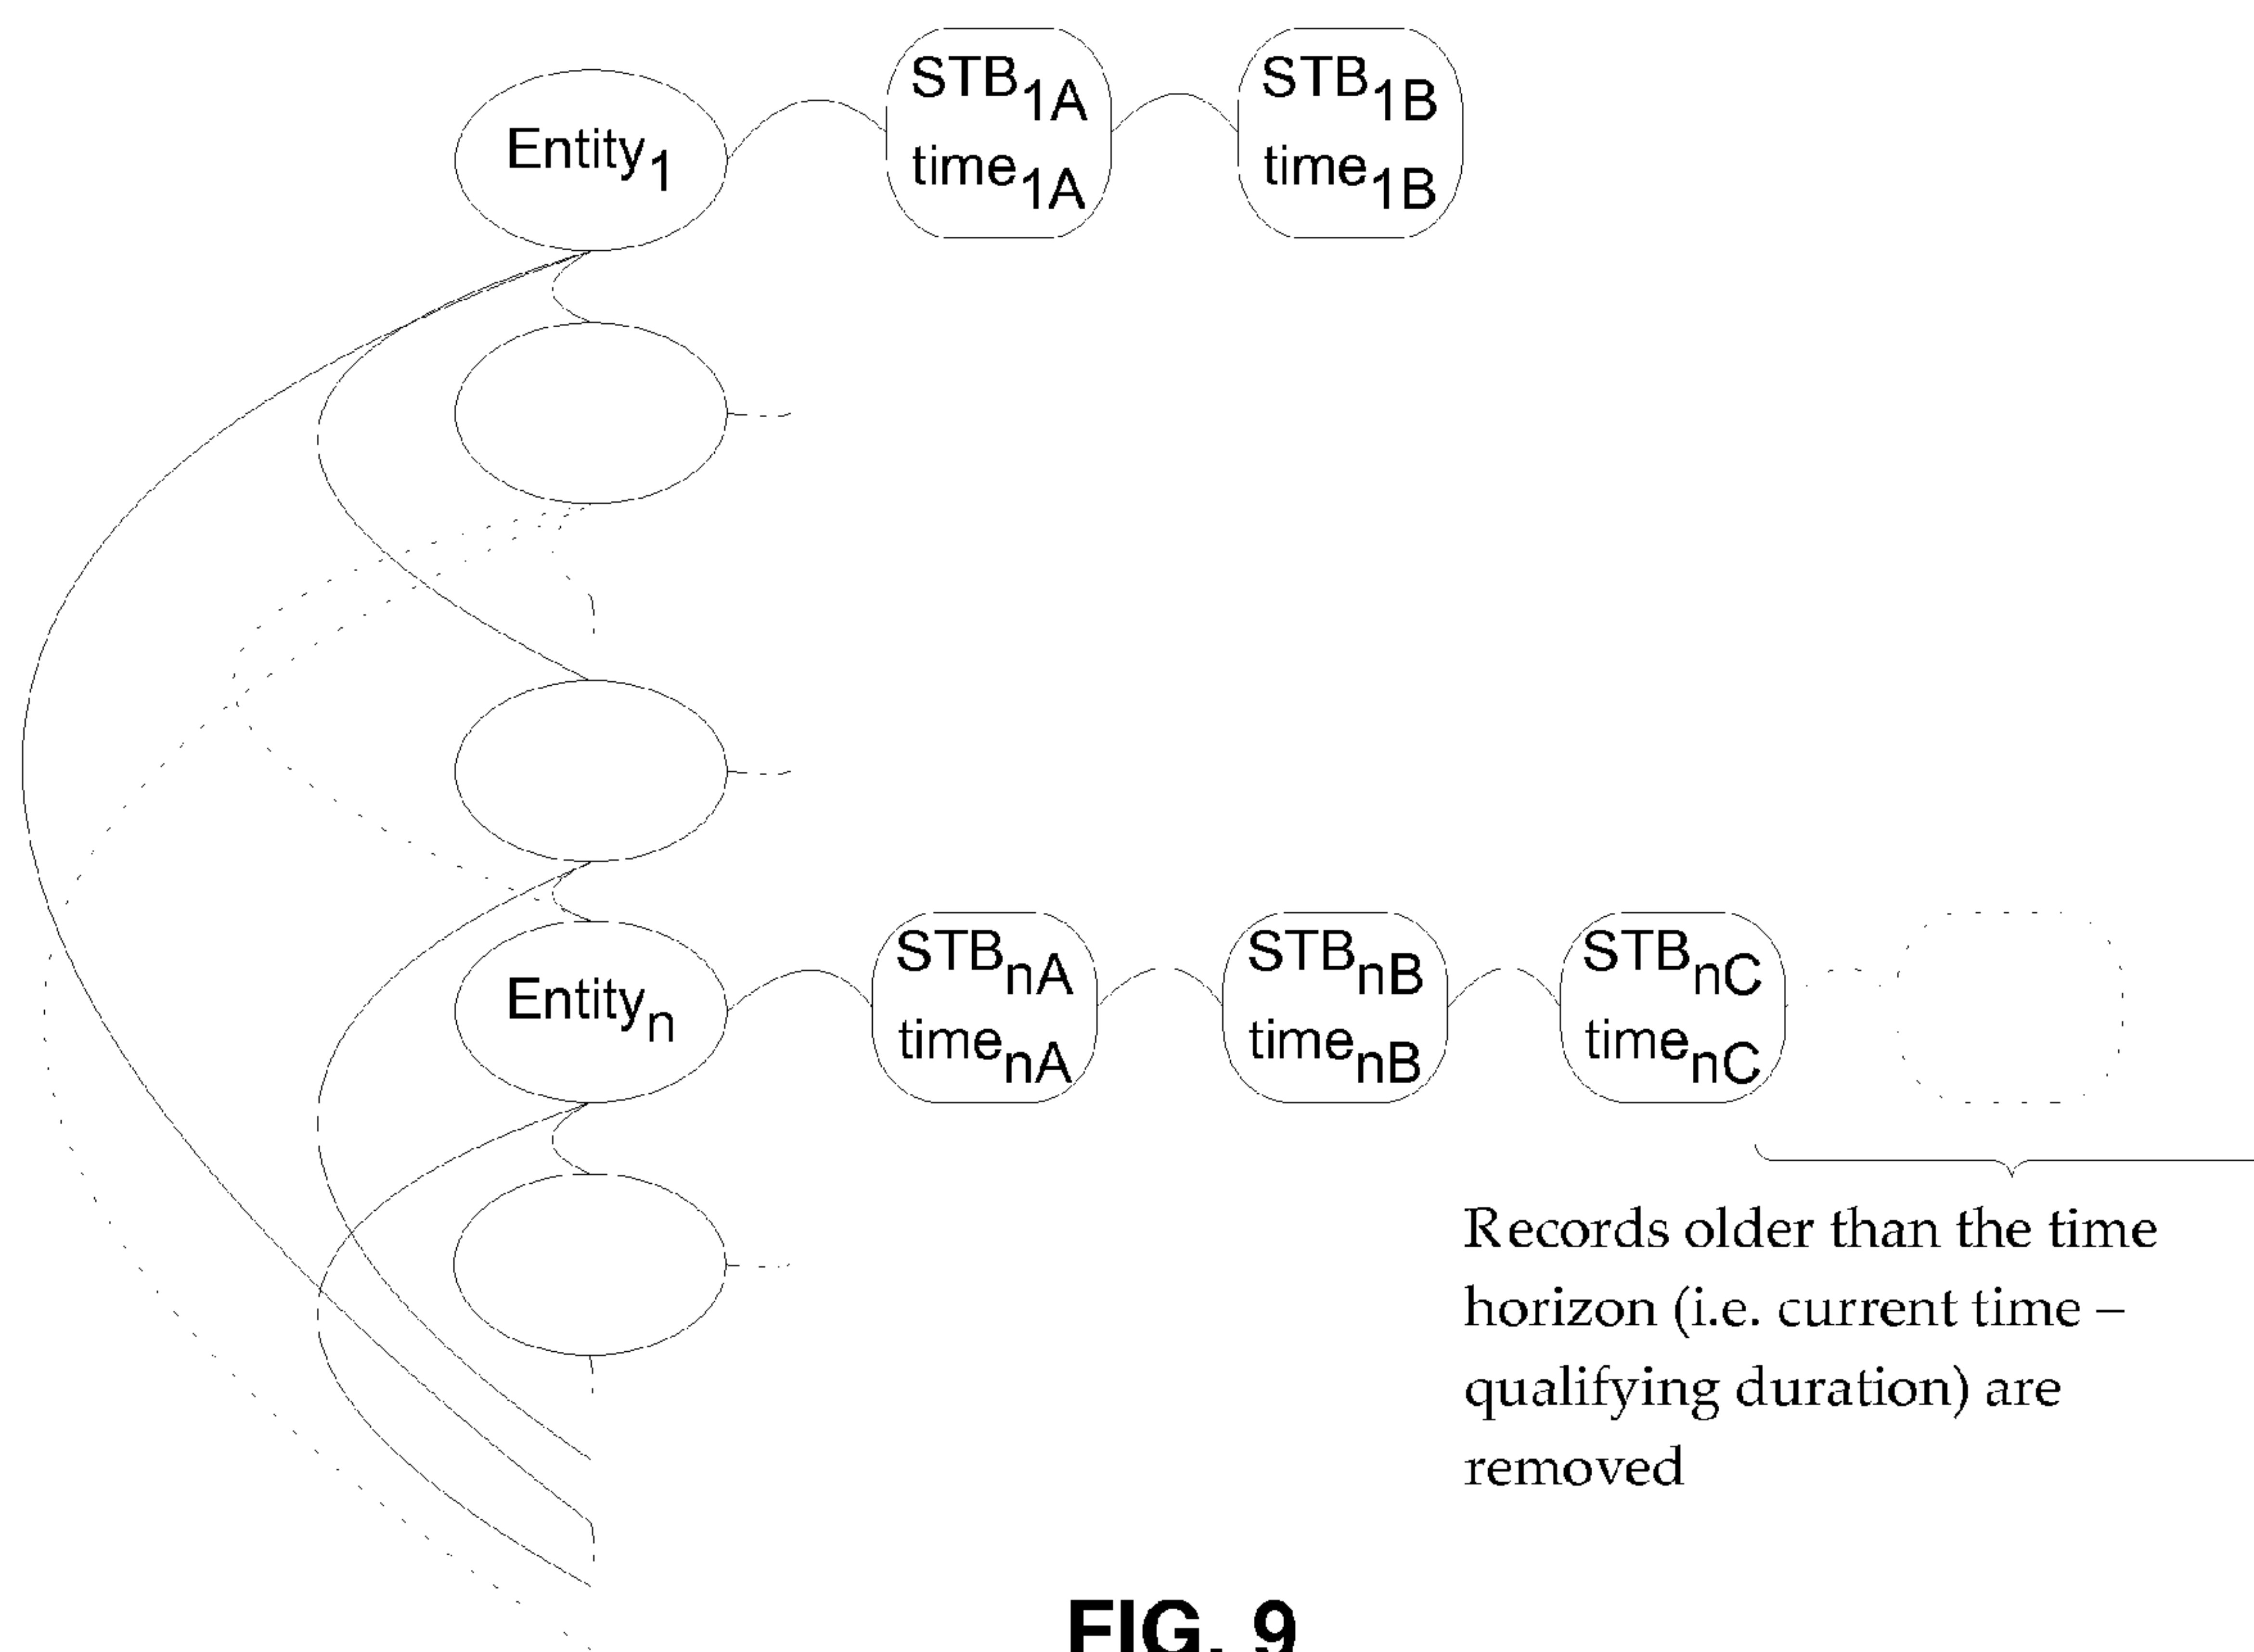 Entity1
STB1A
time1A
STB1B
time1B
Entityn
STBnA
timenA
STBnB
timenB
STBnC
timenC
Records older than the time
horizon (i.e. current time –
qualifying duration) are
removed
FIG. 9